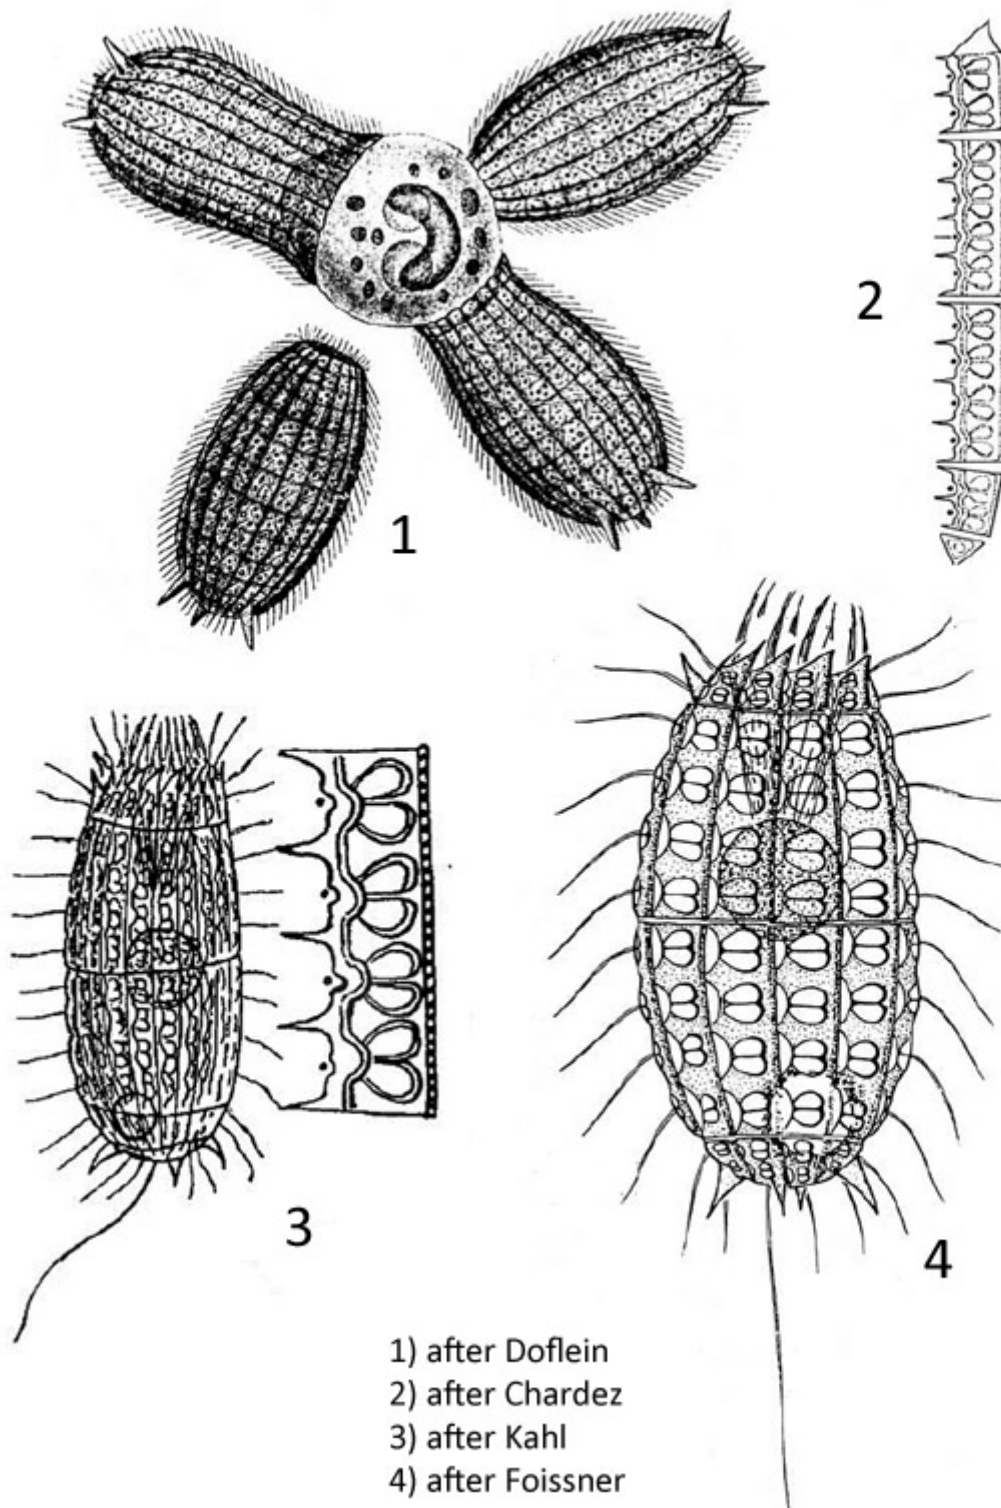 2
1
3
4
1) after Doflein
2) after Chardez
3) after Kahl
4) after Foissner